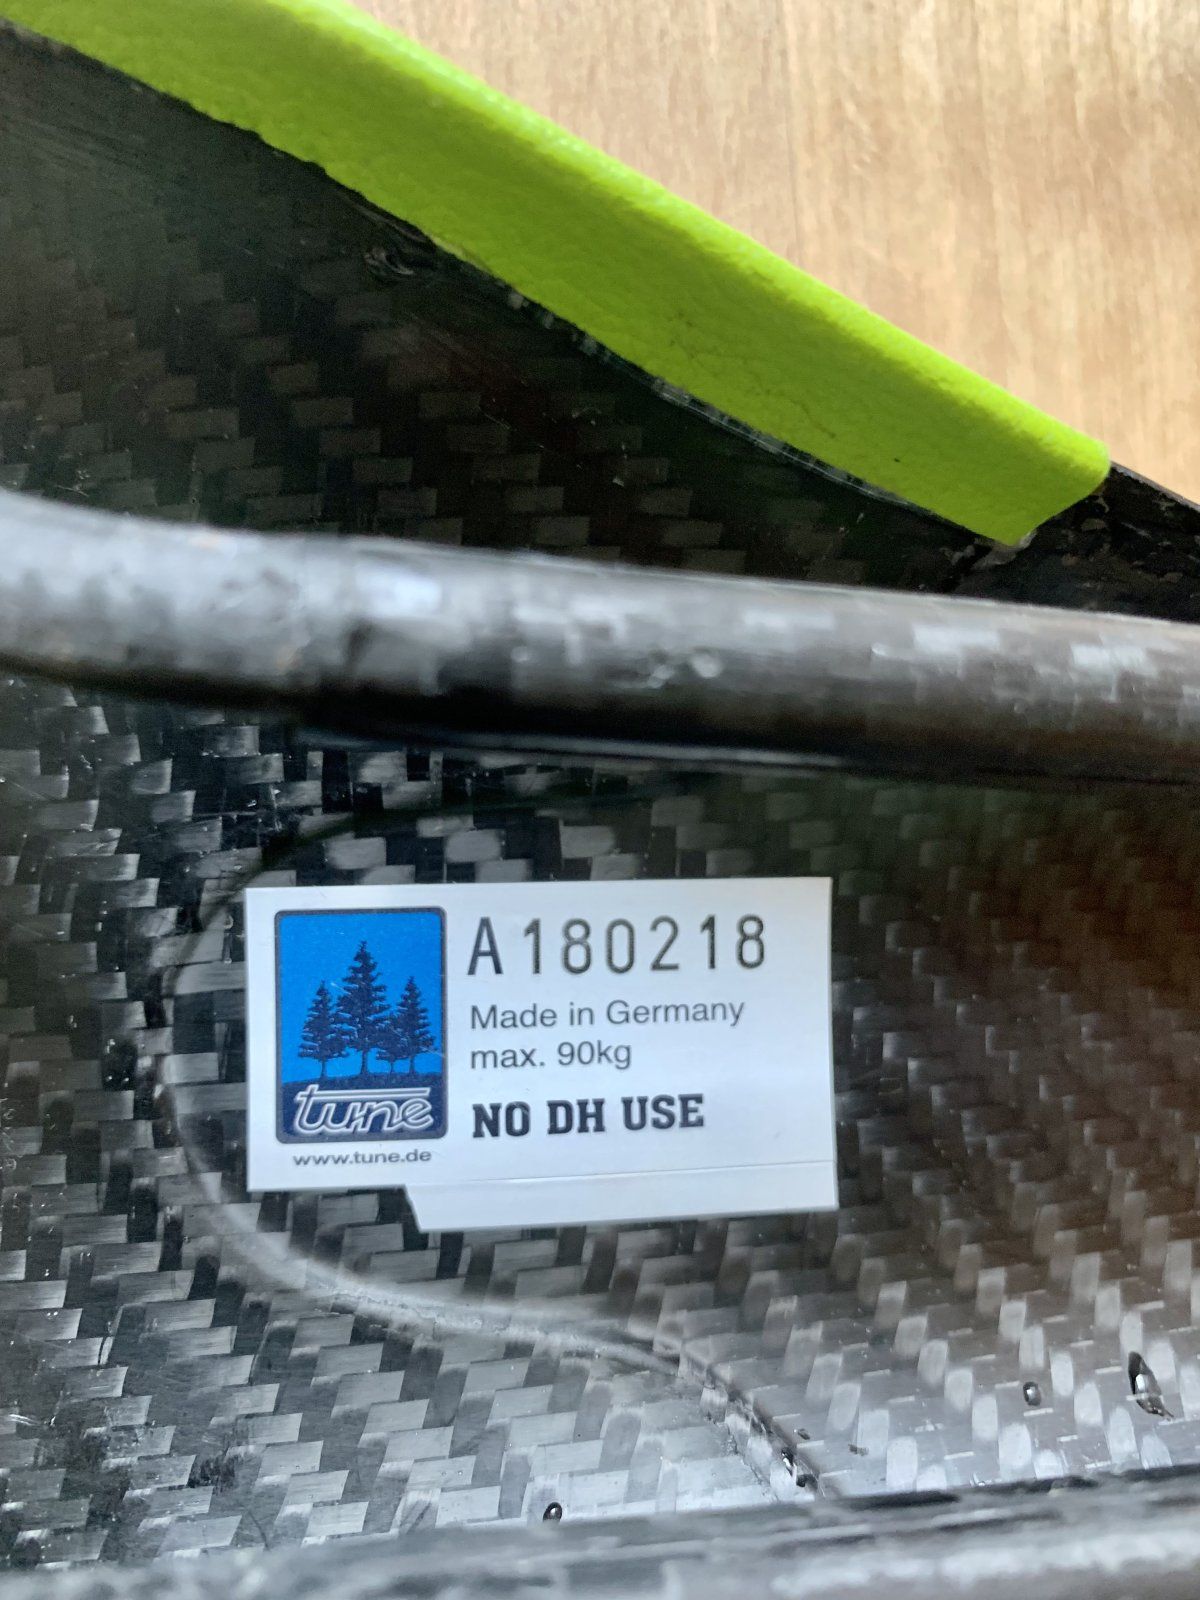 A180218
Made in Germany
max. 90kg
NO DH USE
tune
www.tune.de